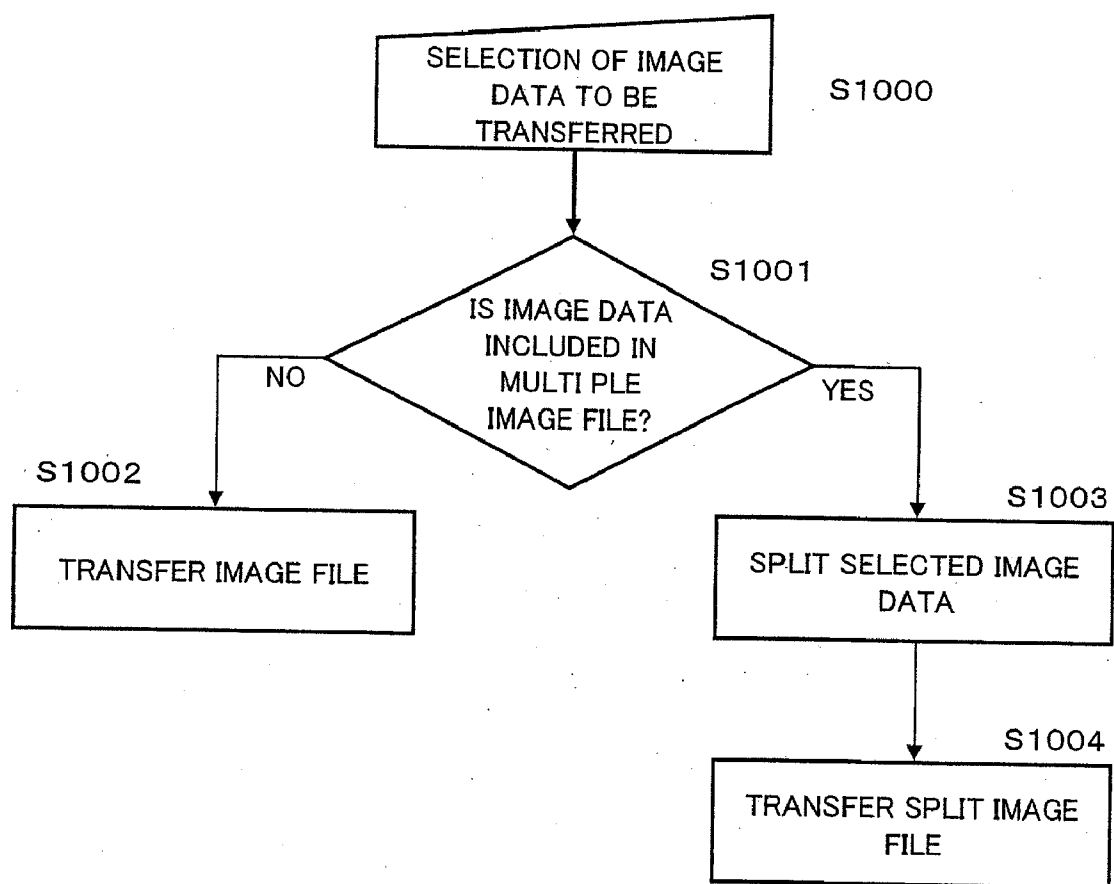 SELECTION OF IMAGE
DATA TO BE
TRANSFERRED
S1000
S1001
IS IMAGE DATA
INCLUDED IN
MULTI PLE
IMAGE FILE?
NO
YES
S1002
TRANSFER IMAGE FILE
S1003
SPLIT SELECTED IMAGE
DATA
S1004
TRANSFER SPLIT IMAGE
FILE